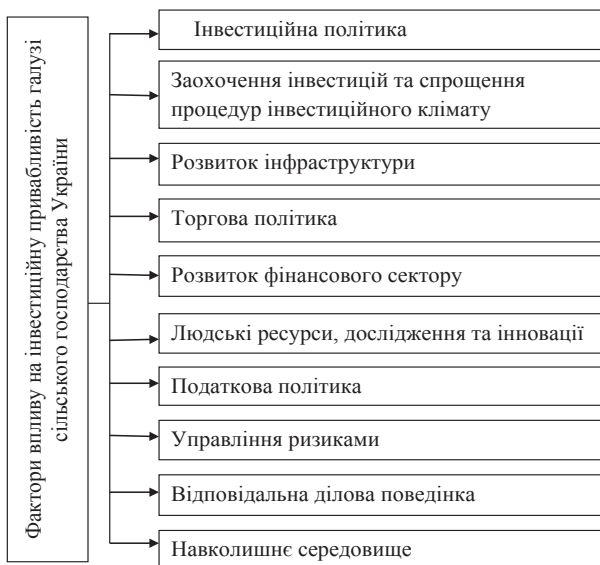 Фактори впливу на інвестиційну привабливість галузі
сільського господарства України
Інвестиційна політика
Заохочення інвестицій та спрощення
процедур інвестиційного клімату
Розвиток інфраструктури
Торгова політика
Розвиток фінансового сектору
Людські ресурси, дослідження та інновації
Податкова політика
Управління ризиками
Відповідальна ділова поведінка
Навколишнє середовище